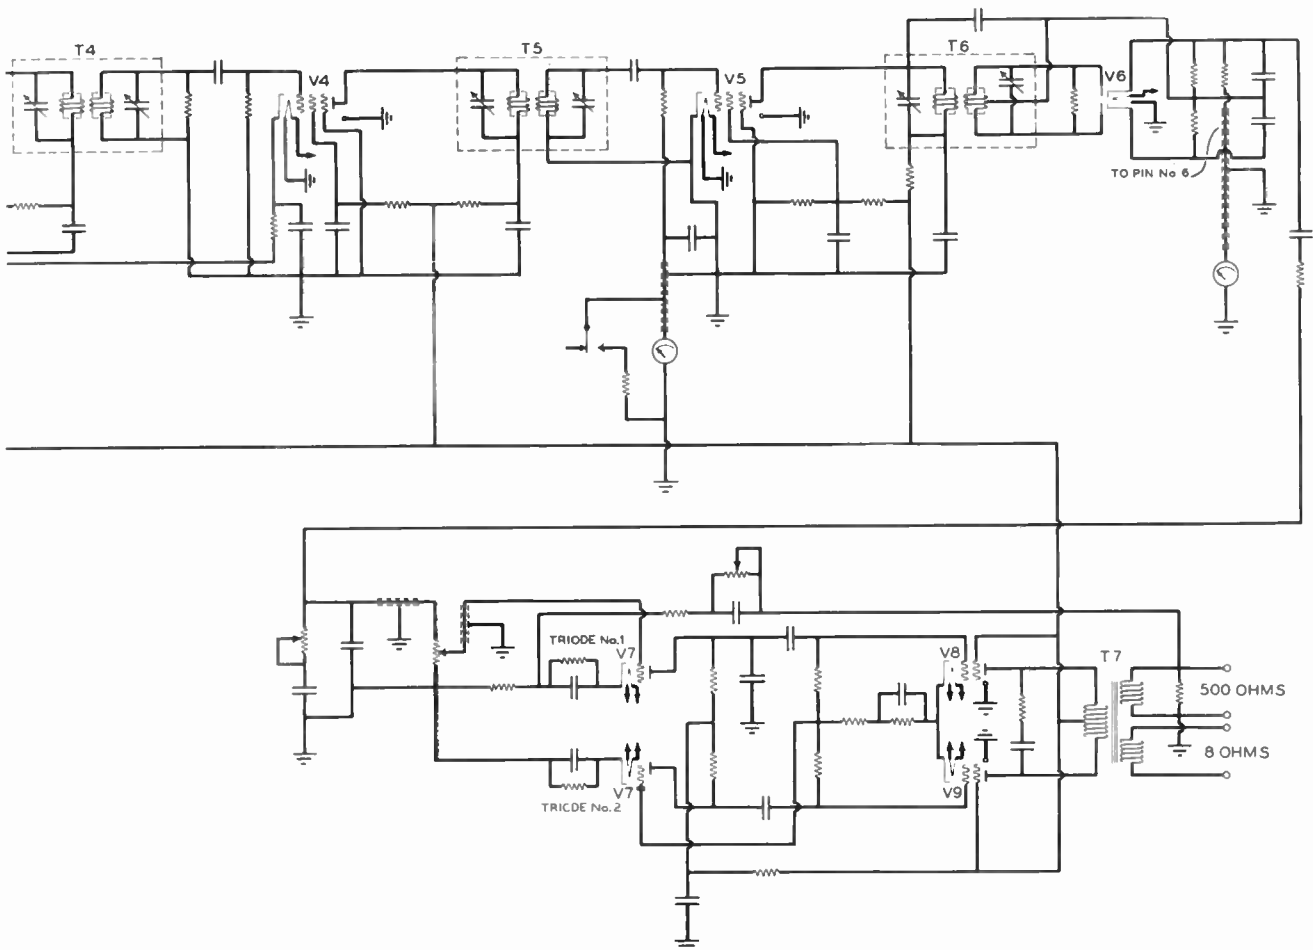 T4
V4
T5
V5
T6
V6
TO PIN No 6
TRIODE No.1
V7
V8
T7
500 OHMS
8 OHMS
V7
TRICDE No.2
V9